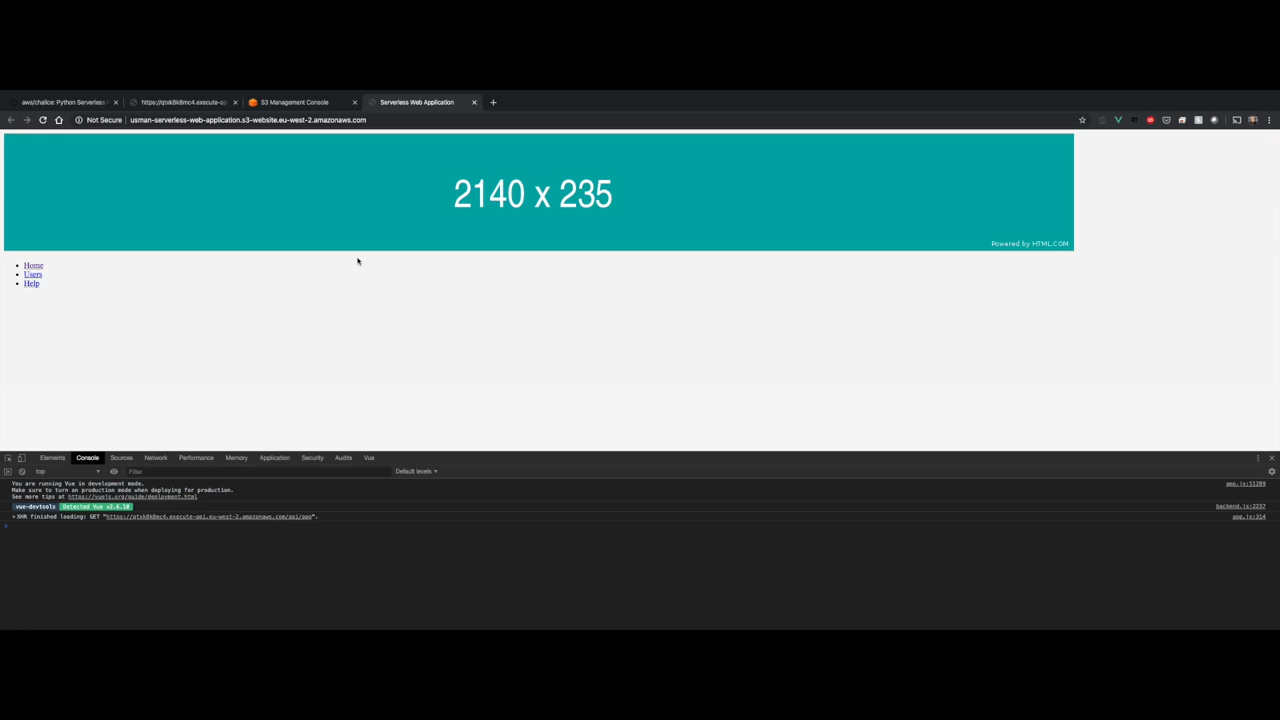 aws/chalice: Python Serverless
https://qtxk8k8mc4.execute-ap
S3 Management Console
Serverless Web Application
Not Secure
usman-serverless-web-application.s3-website.eu-west-2.amazonaws.com
2140 x 235
Powered by HTML.COM
Home
Users
Help
Elements Console Sources Network Performance Memory Application Security Audits Vue
top Filter Default levels
You are running Vue in development mode. app.js:11289
Make sure to turn on production mode when deploying for production.
See more tips at https://vuejs.org/guide/deployment.html
vue-devtools Detected Vue v2.6.10 backend.js:2237
XHR finished loading: GET "https://qtxk8k8mc4.execute-api.eu-west-2.amazonaws.com/api/app". app.js:314